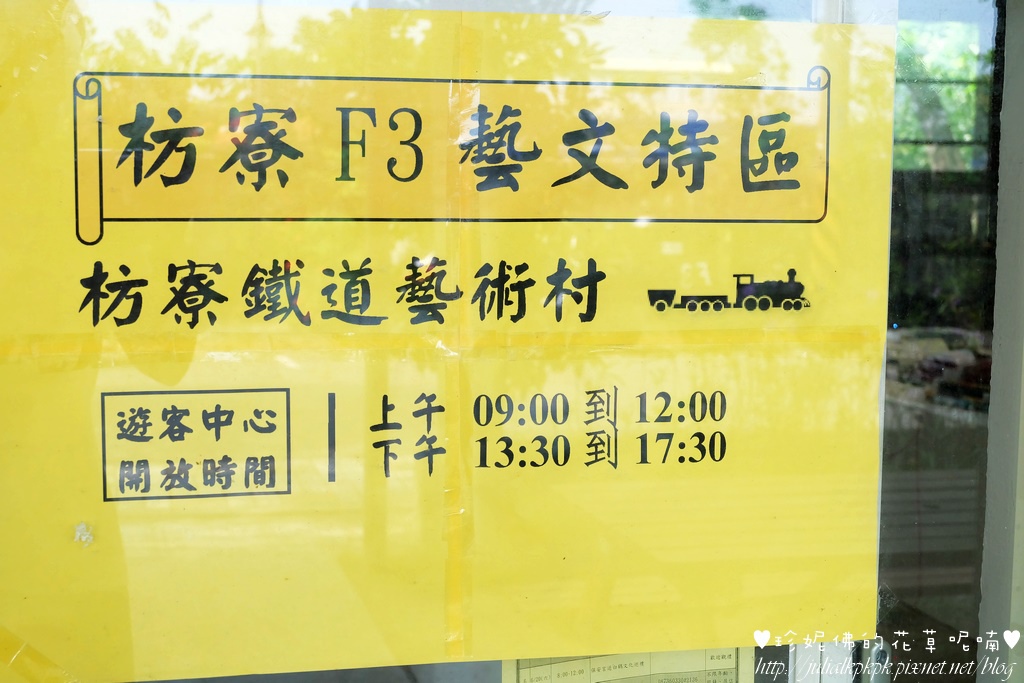 枋寮 F3 藝文特區
枋寮鐵道藝術村
遊客中心
開放時間
上午 09:00 到 12:00
下午 13:30 到 17:30
♥珍妮佛的花草呢喃♥
http://julialkpkpk.pixnet.net/blog